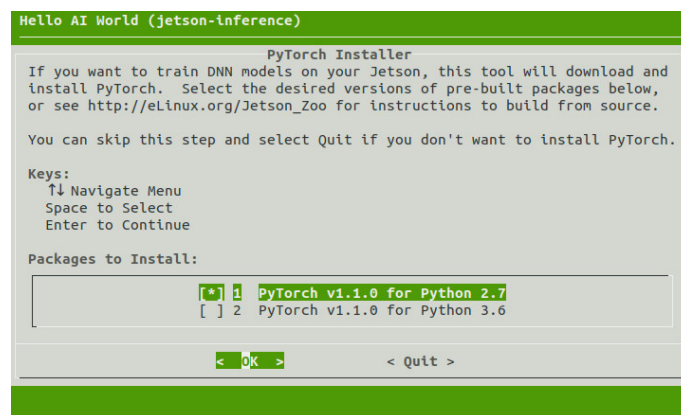 Hello AI World (jetson-inference)
PyTorch Installer
If you want to train DNN models on your Jetson, this tool will download and
install PyTorch.  Select the desired versions of pre-built packages below,
or see http://eLinux.org/Jetson_Zoo for instructions to build from source.
You can skip this step and select Quit if you don't want to install PyTorch.
Keys:
↑↓ Navigate Menu
Space to Select
Enter to Continue
Packages to Install:
[*] 1  PyTorch v1.1.0 for Python 2.7
[ ] 2  PyTorch v1.1.0 for Python 3.6
<  OK  >          < Quit >